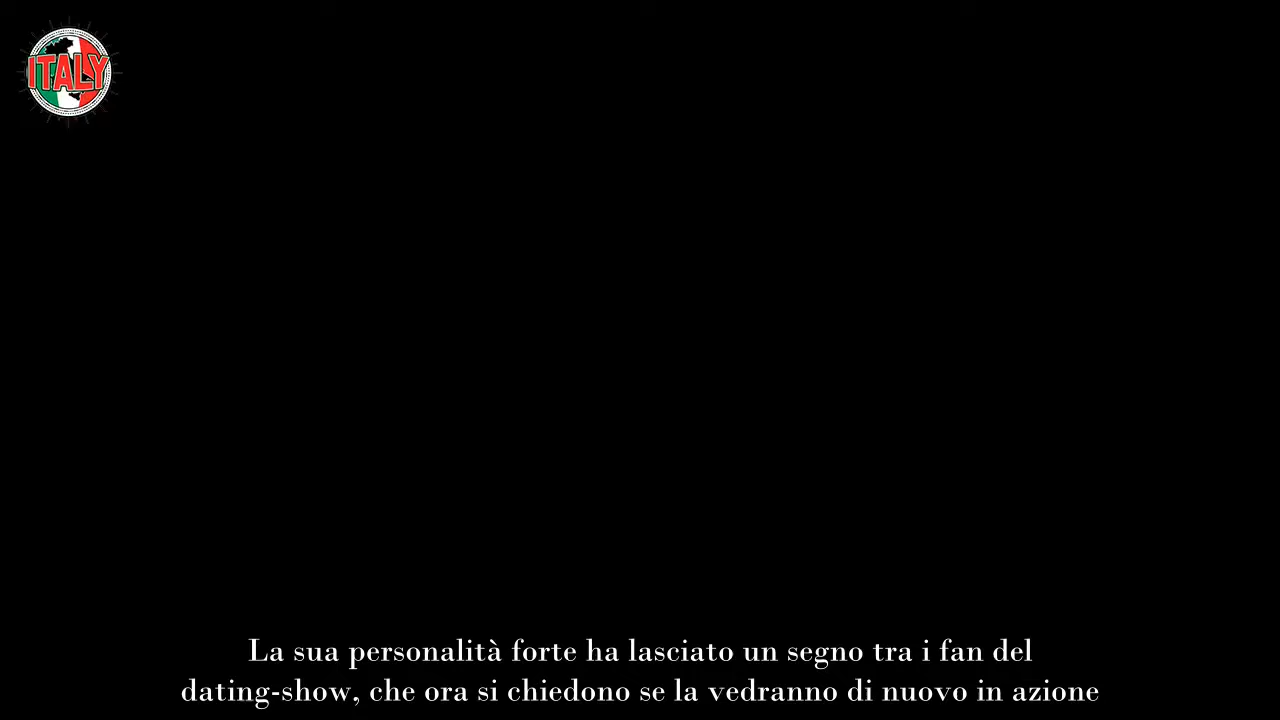 ITALY
La sua personalità forte ha lasciato un segno tra i fan del
dating-show, che ora si chiedono se la vedranno di nuovo in azione